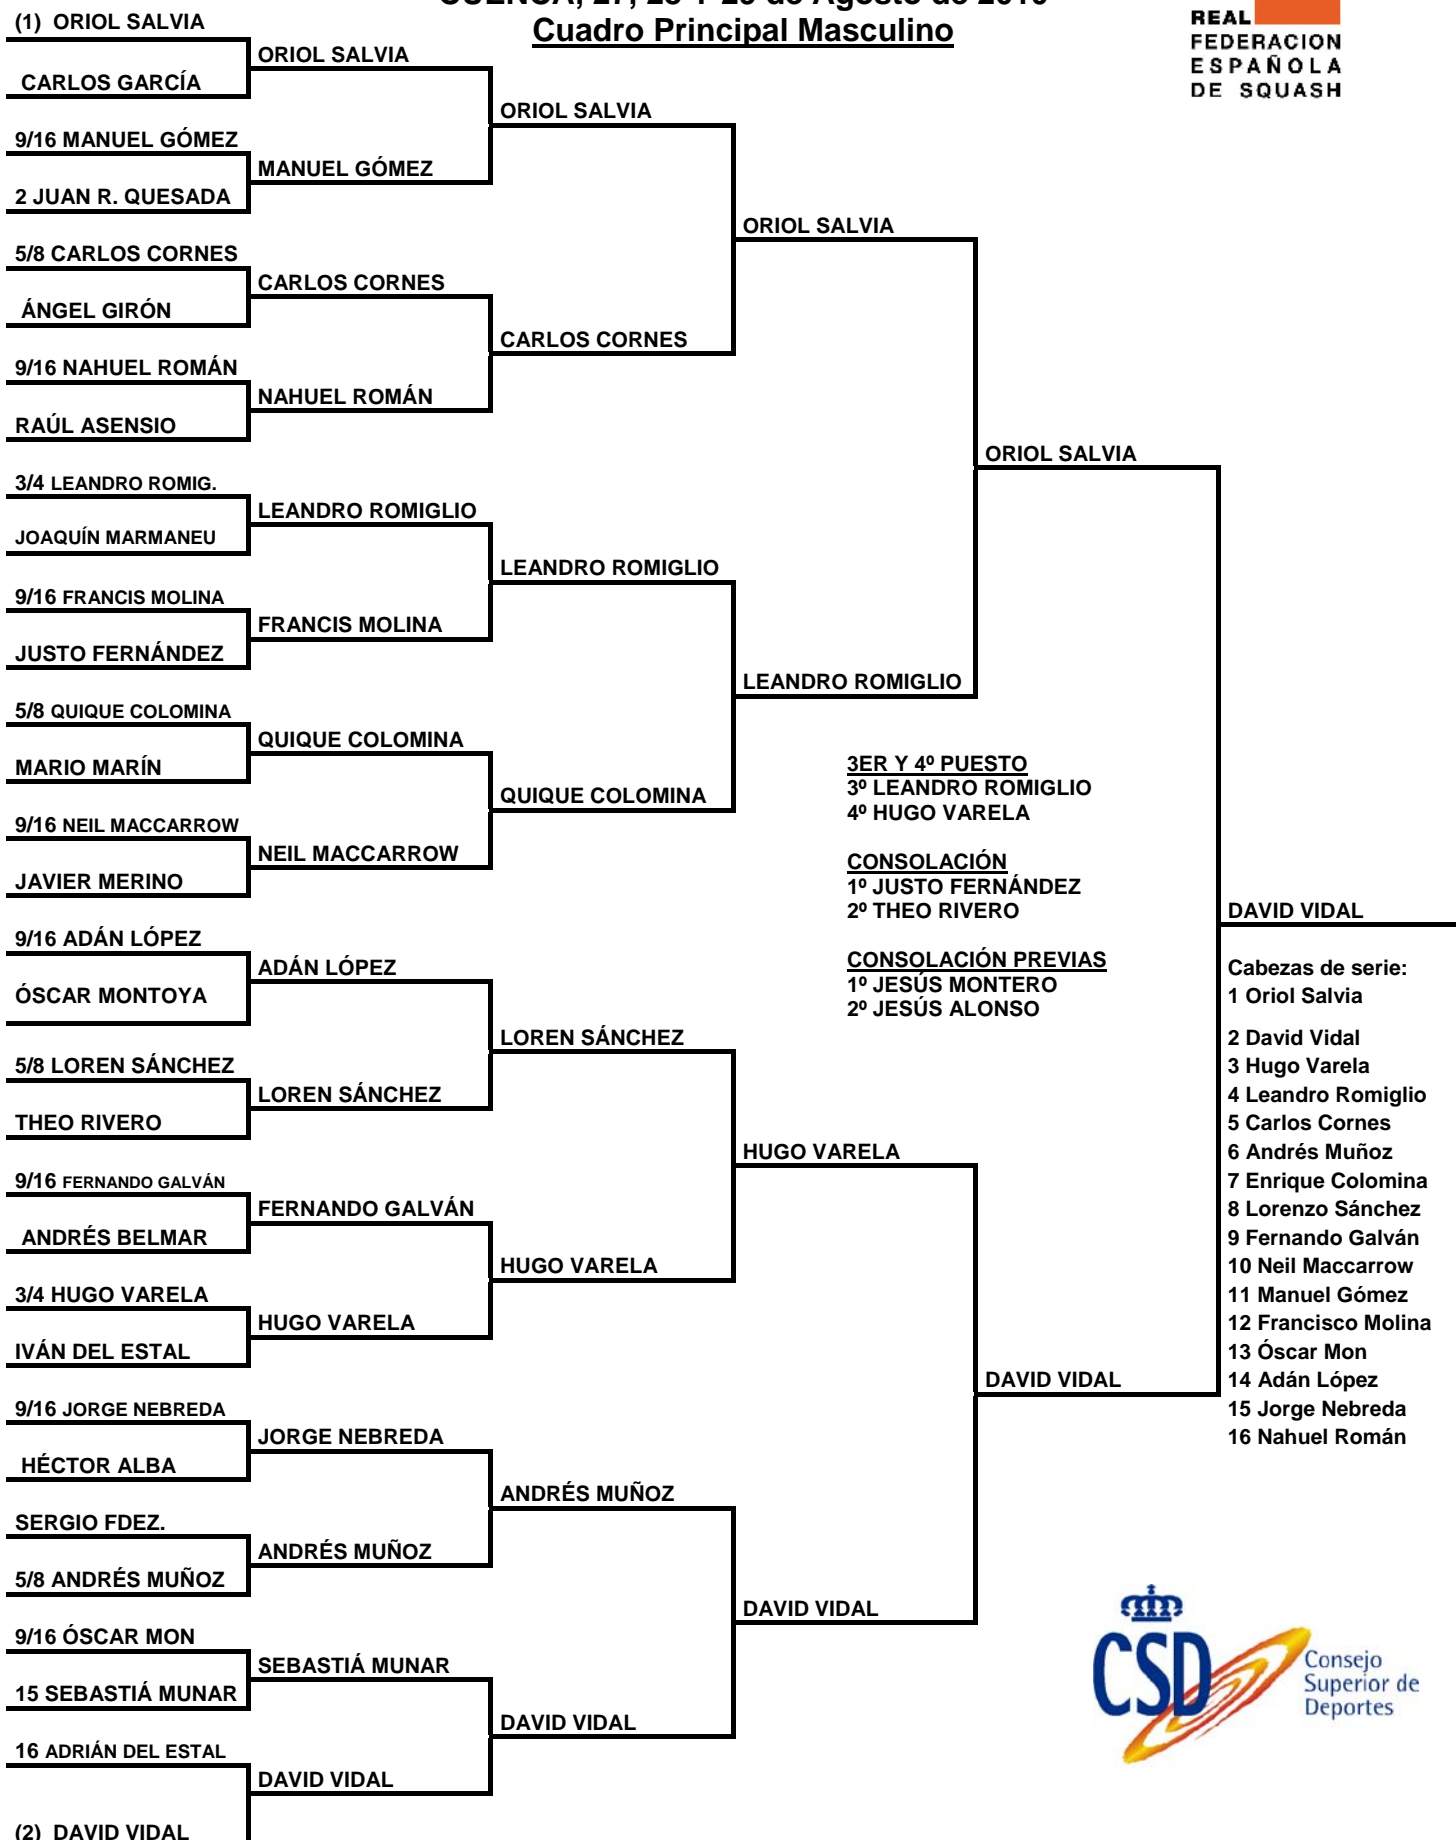 Cuadro Principal Masculino
REAL
FEDERACION
ESPAÑOLA
DE SQUASH
(1) ORIOL SALVIA
CARLOS GARCÍA
9/16 MANUEL GÓMEZ
2 JUAN R. QUESADA
5/8 CARLOS CORNES
ÁNGEL GIRÓN
9/16 NAHUEL ROMÁN
RAÚL ASENSIO
3/4 LEANDRO ROMIG.
JOAQUÍN MARMANEU
9/16 FRANCIS MOLINA
JUSTO FERNÁNDEZ
5/8 QUIQUE COLOMINA
MARIO MARÍN
9/16 NEIL MACCARROW
JAVIER MERINO
9/16 ADÁN LÓPEZ
ÓSCAR MONTOYA
5/8 LOREN SÁNCHEZ
THEO RIVERO
9/16 FERNANDO GALVÁN
ANDRÉS BELMAR
3/4 HUGO VARELA
IVÁN DEL ESTAL
9/16 JORGE NEBREDA
HÉCTOR ALBA
SERGIO FDEZ.
5/8 ANDRÉS MUÑOZ
9/16 ÓSCAR MON
15 SEBASTIÁ MUNAR
16 ADRIÁN DEL ESTAL
(2) DAVID VIDAL
ORIOL SALVIA
MANUEL GÓMEZ
CARLOS CORNES
NAHUEL ROMÁN
LEANDRO ROMIGLIO
FRANCIS MOLINA
QUIQUE COLOMINA
NEIL MACCARROW
ADÁN LÓPEZ
LOREN SÁNCHEZ
FERNANDO GALVÁN
HUGO VARELA
JORGE NEBREDA
ANDRÉS MUÑOZ
SEBASTIÁ MUNAR
DAVID VIDAL
ORIOL SALVIA
CARLOS CORNES
LEANDRO ROMIGLIO
QUIQUE COLOMINA
LOREN SÁNCHEZ
HUGO VARELA
ANDRÉS MUÑOZ
DAVID VIDAL
ORIOL SALVIA
LEANDRO ROMIGLIO
HUGO VARELA
DAVID VIDAL
3ER Y 4º PUESTO
3º LEANDRO ROMIGLIO
4º HUGO VARELA
CONSOLACIÓN
1º JUSTO FERNÁNDEZ
2º THEO RIVERO
CONSOLACIÓN PREVIAS
1º JESÚS MONTERO
2º JESÚS ALONSO
ORIOL SALVIA
DAVID VIDAL
DAVID VIDAL
Cabezas de serie:
1 Oriol Salvia
2 David Vidal
3 Hugo Varela
4 Leandro Romiglio
5 Carlos Cornes
6 Andrés Muñoz
7 Enrique Colomina
8 Lorenzo Sánchez
9 Fernando Galván
10 Neil Maccarrow
11 Manuel Gómez
12 Francisco Molina
13 Óscar Mon
14 Adán López
15 Jorge Nebreda
16 Nahuel Román
CSD
Consejo
Superior de
Deportes